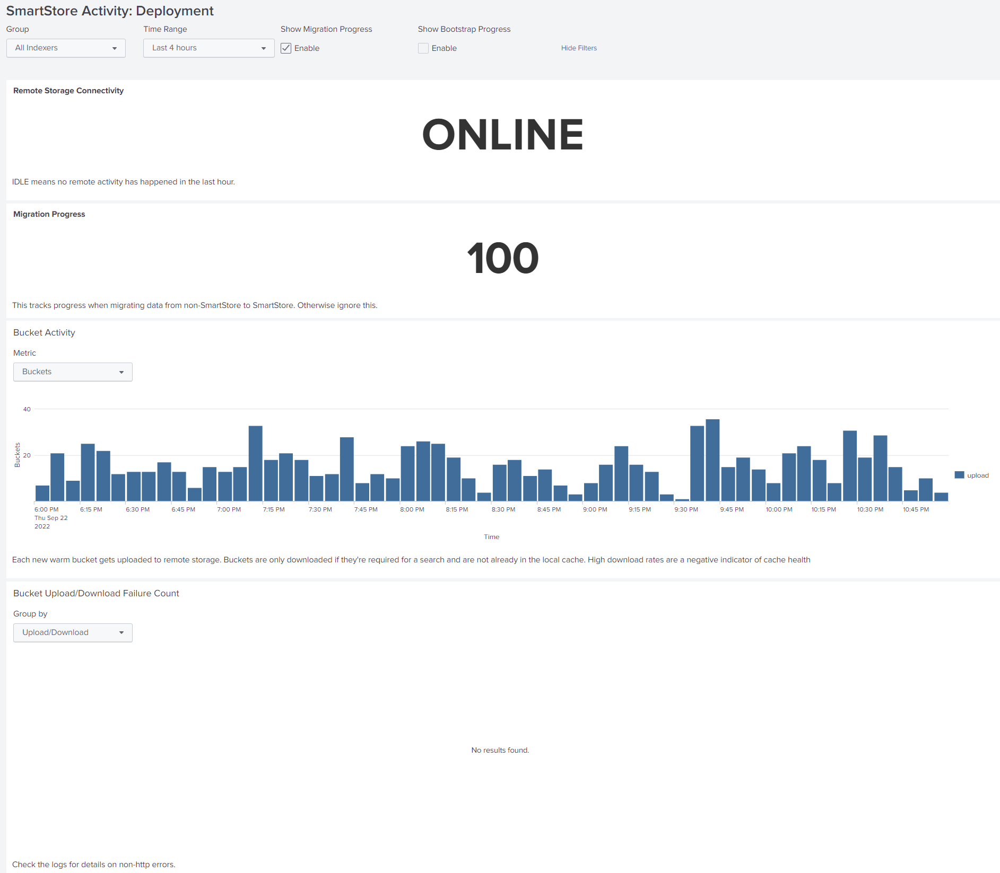 SmartStore Activity: Deployment
Group
Time Range
Show Migration Progress
Show Bootstrap Progress
All Indexers
Last 4 hours
Enable
Enable
Hide Filters
Remote Storage Connectivity
ONLINE
IDLE means no remote activity has happened in the last hour.
Migration Progress
100
This tracks progress when migrating data from non-SmartStore to SmartStore. Otherwise ignore this.
Bucket Activity
Metric
Buckets
40
20
Buckets
upload
6:00 PM
Thu Sep 22
2022
6:15 PM
6:30 PM
6:45 PM
7:00 PM
7:15 PM
7:30 PM
7:45 PM
8:00 PM
8:15 PM
8:30 PM
8:45 PM
9:00 PM
9:15 PM
9:30 PM
9:45 PM
10:00 PM
10:15 PM
10:30 PM
10:45 PM
Time
Each new warm bucket gets uploaded to remote storage. Buckets are only downloaded if they're required for a search and are not already in the local cache. High download rates are a negative indicator of cache health
Bucket Upload/Download Failure Count
Group by
Upload/Download
No results found.
Check the logs for details on non-http errors.